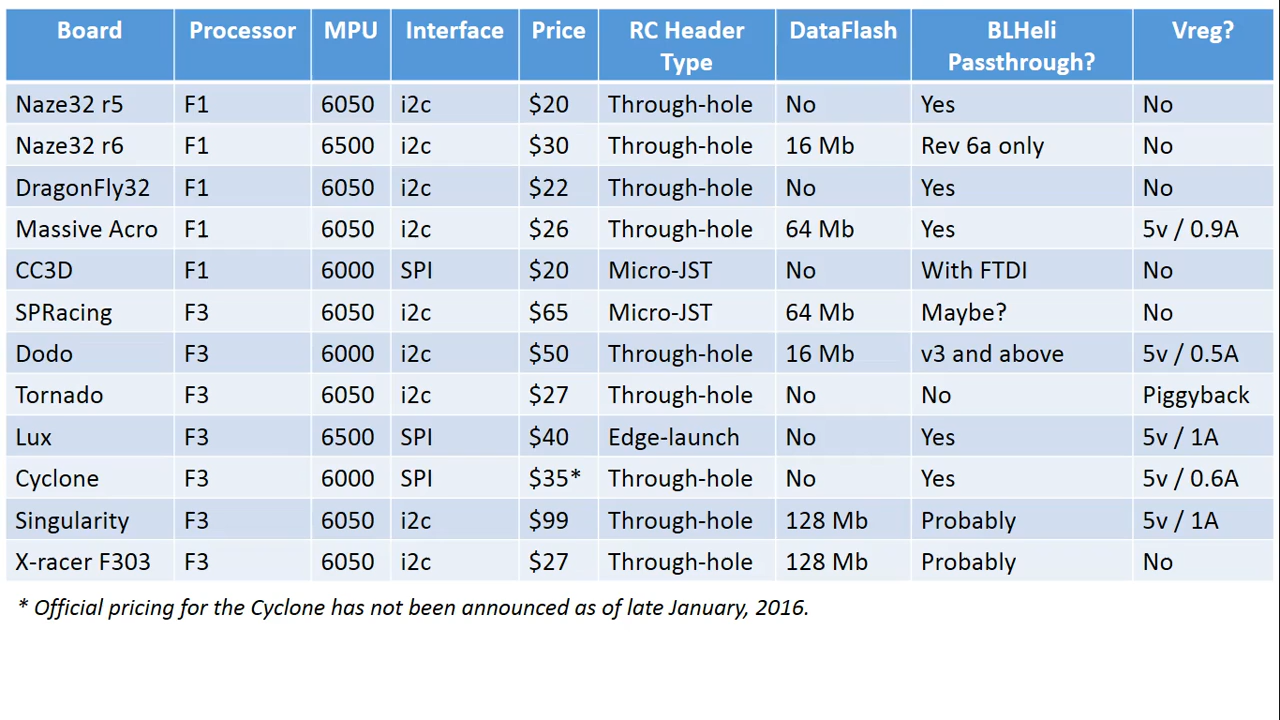 Board Processor MPU Interface Price RC Header Type DataFlash BLHeli Passthrough? Vreg?
Naze32 r5 F1 6050 i2c $20 Through-hole No Yes No
Naze32 r6 F1 6500 i2c $30 Through-hole 16 Mb Rev 6a only No
DragonFly32 F1 6050 i2c $22 Through-hole No Yes No
Massive Acro F1 6050 i2c $26 Through-hole 64 Mb Yes 5v / 0.9A
CC3D F1 6000 SPI $20 Micro-JST No With FTDI No
SPRacing F3 6050 i2c $65 Micro-JST 64 Mb Maybe? No
Dodo F3 6000 i2c $50 Through-hole 16 Mb v3 and above 5v / 0.5A
Tornado F3 6050 i2c $27 Through-hole No No Piggyback
Lux F3 6500 SPI $40 Edge-launch No Yes 5v / 1A
Cyclone F3 6000 SPI $35* Through-hole No Yes 5v / 0.6A
Singularity F3 6050 i2c $99 Through-hole 128 Mb Probably 5v / 1A
X-racer F303 F3 6050 i2c $27 Through-hole 128 Mb Probably No
* Official pricing for the Cyclone has not been announced as of late January, 2016.